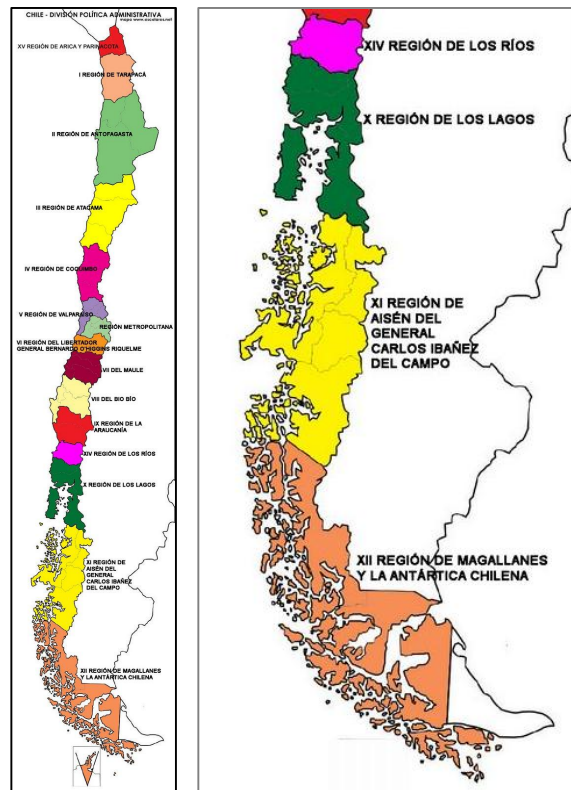 CHILE - DIVISIÓN POLÍTICA ADMINISTRATIVA
XV REGIÓN DE ARICA Y PARINACOTA
I REGIÓN DE TARAPACÁ
II REGIÓN DE ANTOFAGASTA
III REGIÓN DE ATACAMA
IV REGIÓN DE COQUIMBO
V REGIÓN DE VALPARAÍSO
REGIÓN METROPOLITANA
VI REGIÓN DEL LIBERTADOR
GENERAL BERNARDO O'HIGGINS RIQUELME
VII DEL MAULE
VIII DEL BIO BÍO
IX REGIÓN DE LA
ARAUCANÍA
XIV REGIÓN DE LOS RÍOS
X REGIÓN DE LOS LAGOS
XI REGIÓN DE
AISÉN DEL
GENERAL
CARLOS IBAÑEZ
DEL CAMPO
XII REGIÓN DE MAGALLANES
Y LA ANTÁRTICA CHILENA
XIV REGIÓN DE LOS RÍOS
X REGIÓN DE LOS LAGOS
XI REGIÓN DE
AISÉN DEL
GENERAL
CARLOS IBAÑEZ
DEL CAMPO
XII REGIÓN DE MAGALLANES
Y LA ANTÁRTICA CHILENA